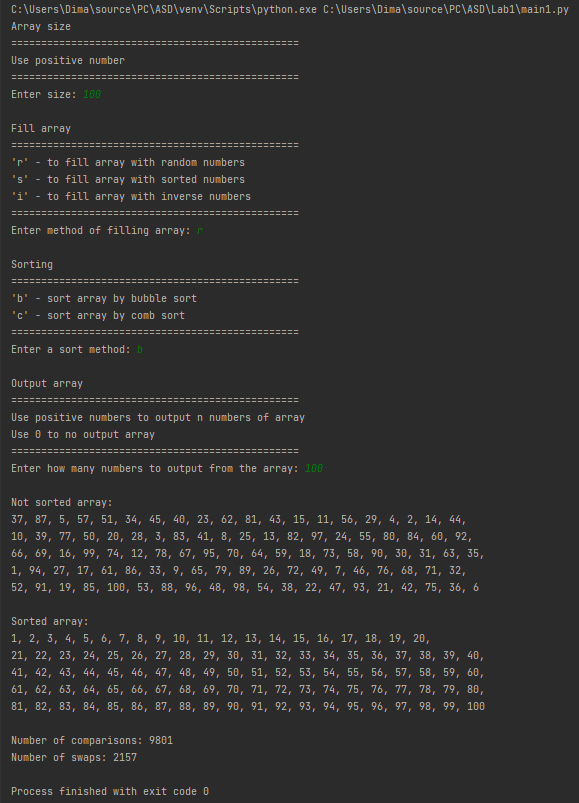 C:\Users\Dima\source\PC\ASD\venv\Scripts\python.exe C:\Users\Dima\source\PC\ASD\Lab1\main1.py
Array size
================================================
Use positive number
================================================
Enter size: 100
Fill array
================================================
'r' - to fill array with random numbers
's' - to fill array with sorted numbers
'i' - to fill array with inverse numbers
================================================
Enter method of filling array: r
Sorting
================================================
'b' - sort array by bubble sort
'c' - sort array by comb sort
================================================
Enter a sort method: b
Output array
================================================
Use positive numbers to output n numbers of array
Use 0 to no output array
================================================
Enter how many numbers to output from the array: 100
Not sorted array:
37, 87, 5, 57, 51, 34, 45, 40, 23, 62, 81, 43, 15, 11, 56, 29, 4, 2, 14, 44,
10, 39, 77, 50, 20, 28, 3, 83, 41, 8, 25, 13, 82, 97, 24, 55, 80, 84, 60, 92,
66, 69, 16, 99, 74, 12, 78, 67, 95, 70, 64, 59, 18, 73, 58, 90, 30, 31, 63, 35,
1, 94, 27, 17, 61, 86, 33, 9, 65, 79, 89, 26, 72, 49, 7, 46, 76, 68, 71, 32,
52, 91, 19, 85, 100, 53, 88, 96, 48, 98, 54, 38, 22, 47, 93, 21, 42, 75, 36, 6
Sorted array:
1, 2, 3, 4, 5, 6, 7, 8, 9, 10, 11, 12, 13, 14, 15, 16, 17, 18, 19, 20,
21, 22, 23, 24, 25, 26, 27, 28, 29, 30, 31, 32, 33, 34, 35, 36, 37, 38, 39, 40,
41, 42, 43, 44, 45, 46, 47, 48, 49, 50, 51, 52, 53, 54, 55, 56, 57, 58, 59, 60,
61, 62, 63, 64, 65, 66, 67, 68, 69, 70, 71, 72, 73, 74, 75, 76, 77, 78, 79, 80,
81, 82, 83, 84, 85, 86, 87, 88, 89, 90, 91, 92, 93, 94, 95, 96, 97, 98, 99, 100
Number of comparisons: 9801
Number of swaps: 2157
Process finished with exit code 0